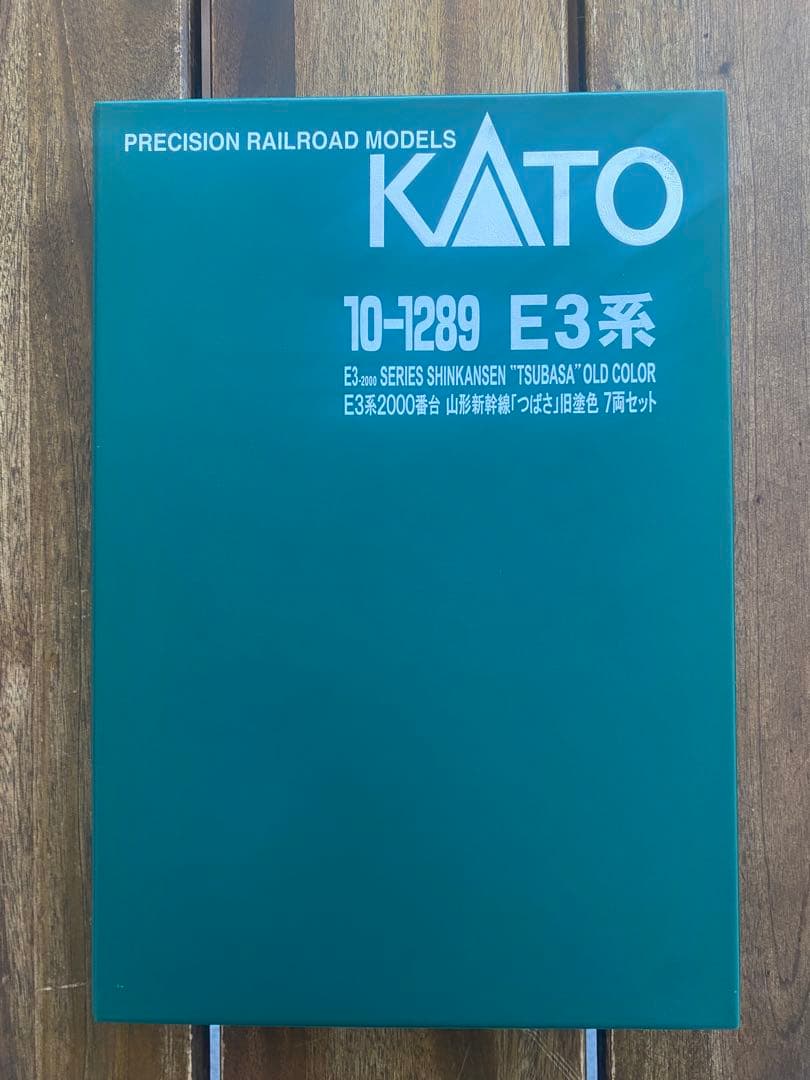 PRECISION RAILROAD MODELS
KATO
10-1289 E3系
E3-2000 SERIES SHINKANSEN "TSUBASA" OLD COLOR
E3系2000番台 山形新幹線「つばさ」旧塗色 7両セット